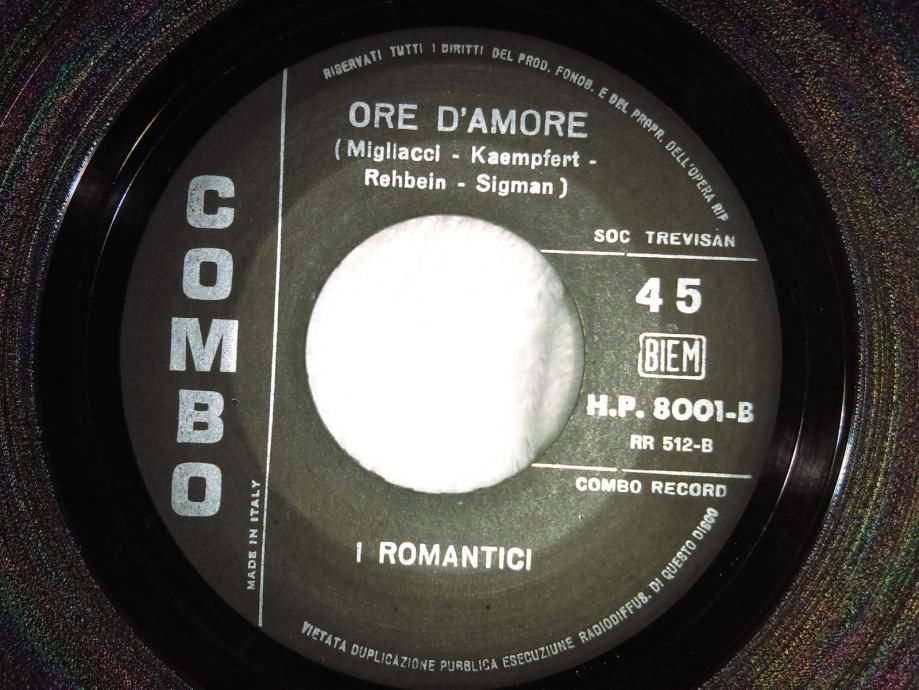 RISERVATI TUTTI I DIRITTI DEL PROD. FONOG. E DEL PROPR. DELL'OPERA RIP
ORE D'AMORE
(Migliacci - Kaempfert -
Rehbein - Sigman)
COMBO
SOC TREVISAN
45
BIEM
H.P. 8001-B
RR 512-B
COMBO RECORD
MADE IN ITALY
I ROMANTICI
VIETATA DUPLICAZIONE PUBBLICA ESECUZIUNE RADIODIFFUS. DI QUESTO DISCO